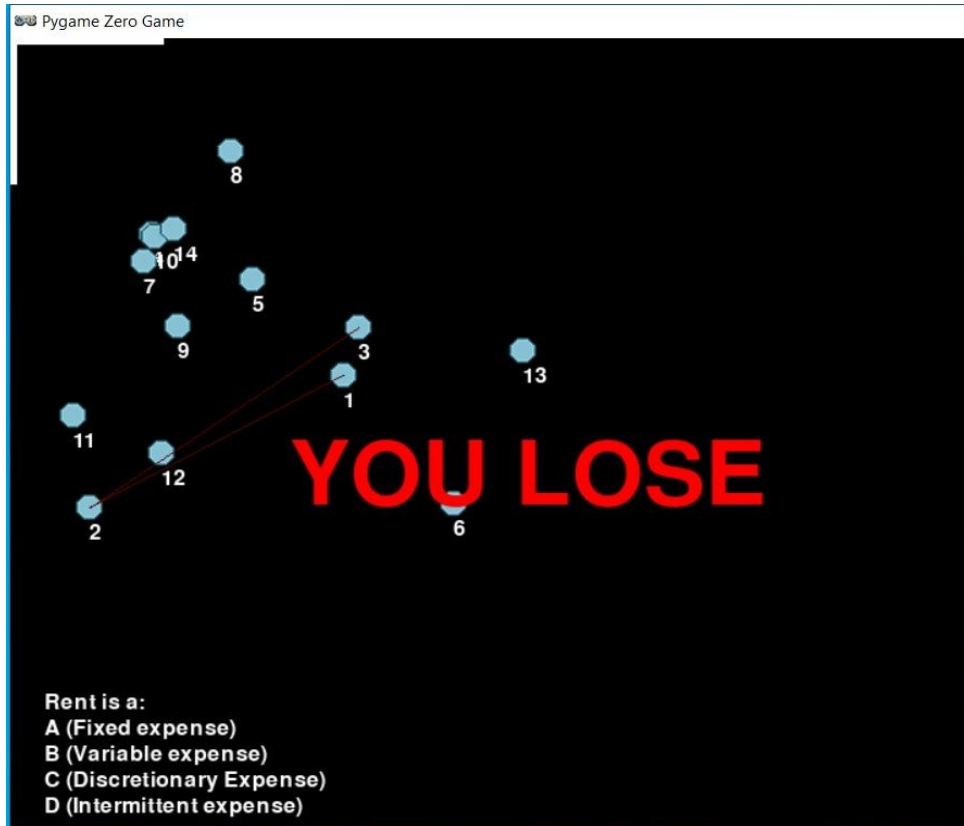 Pygame Zero Game
8
14
10
7
5
9
3
13
1
11
12
YOU LOSE
6
2
Rent is a:
A (Fixed expense)
B (Variable expense)
C (Discretionary Expense)
D (Intermittent expense)